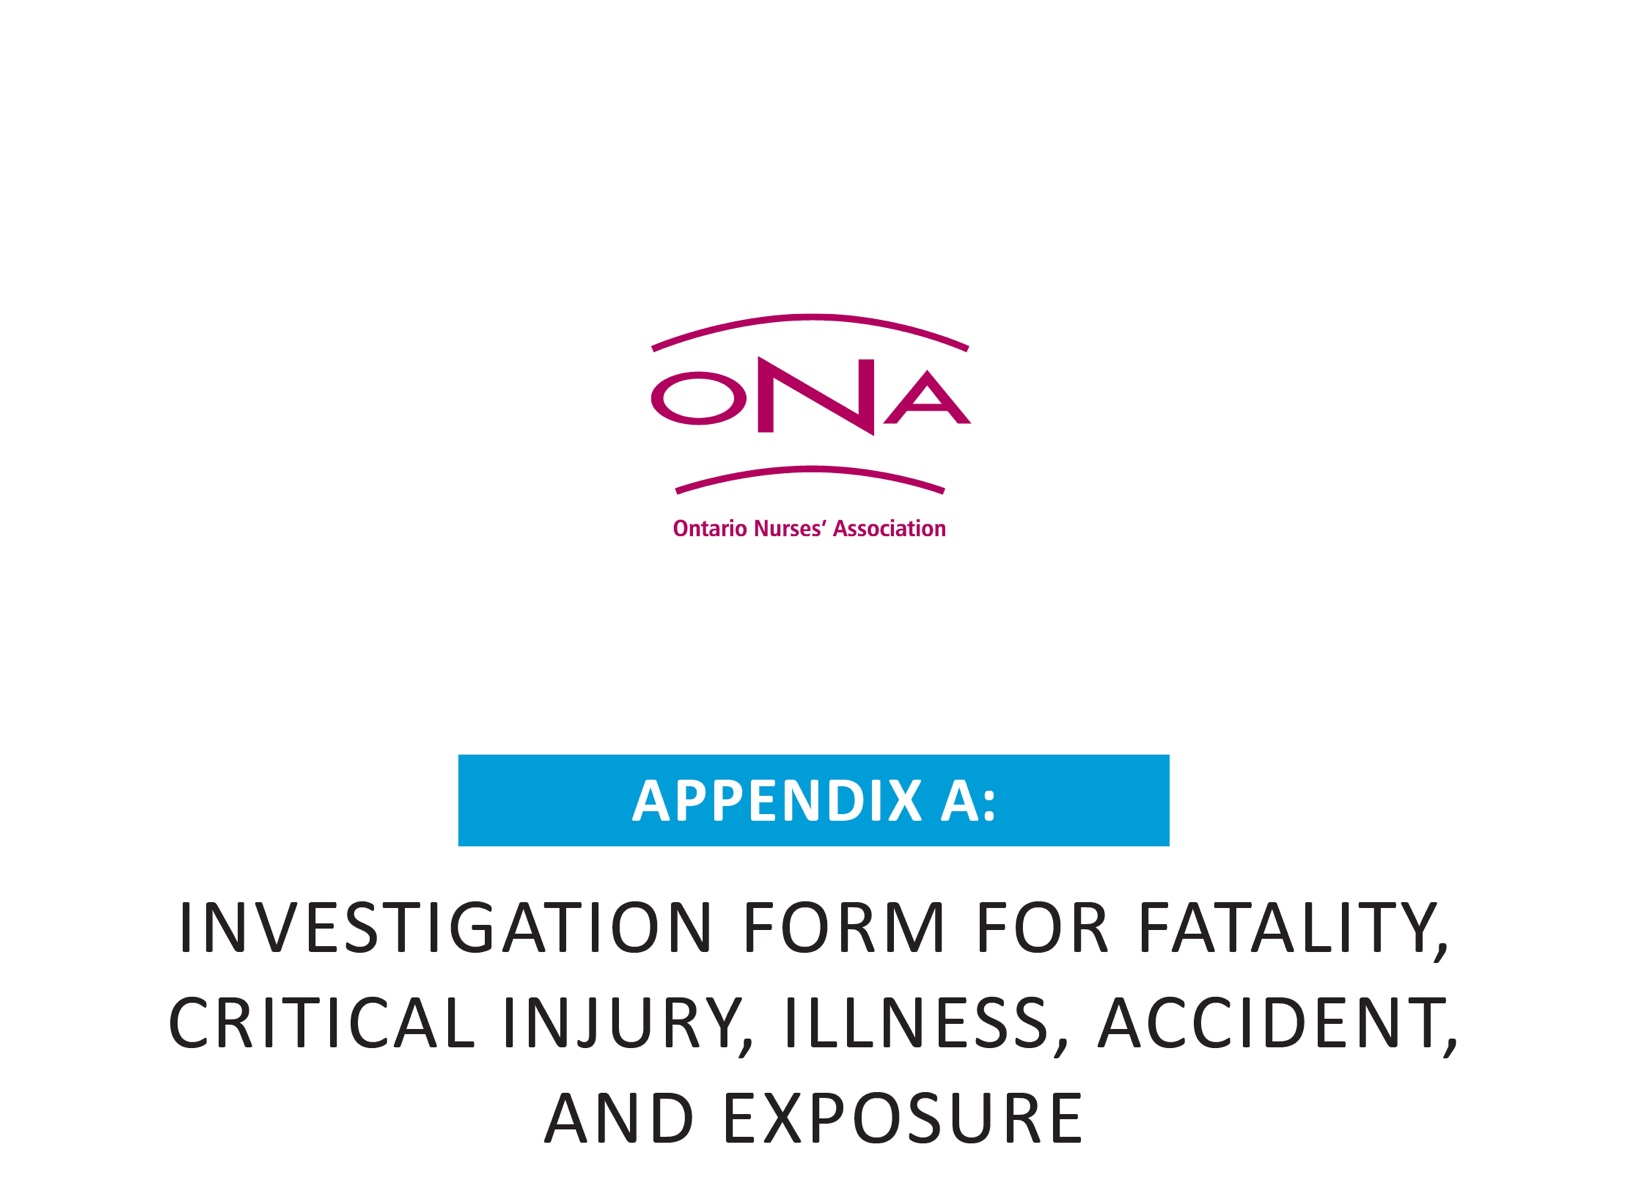 ONA
Ontario Nurses’ Association
APPENDIX A:
INVESTIGATION FORM FOR FATALITY,
CRITICAL INJURY, ILLNESS, ACCIDENT,
AND EXPOSURE